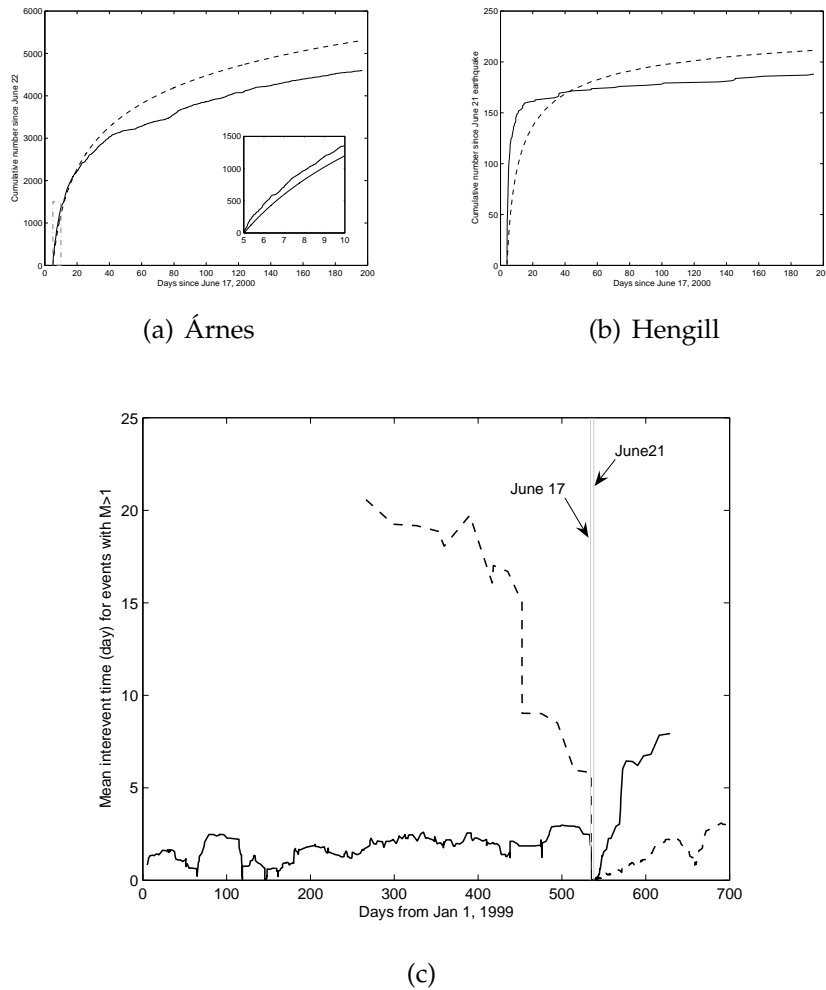 6000
5000
4000
3000
2000
1000
0
Cumulative number since June 22
0 20 40 60 80 100 120 140 160 180 200
Days since June 17, 2000
1500
1000
500
0
5 6 7 8 9 10
(a) Árnes
250
200
150
100
50
0
Cumulative number since June 21 earthquake
0 20 40 60 80 100 120 140 160 180 200
Days since June 17, 2000
(b) Hengill
25
20
15
10
5
0
Mean interevent time (day) for events with M>1
June21
June 17
0 100 200 300 400 500 600 700
Days from Jan 1, 1999
(c)